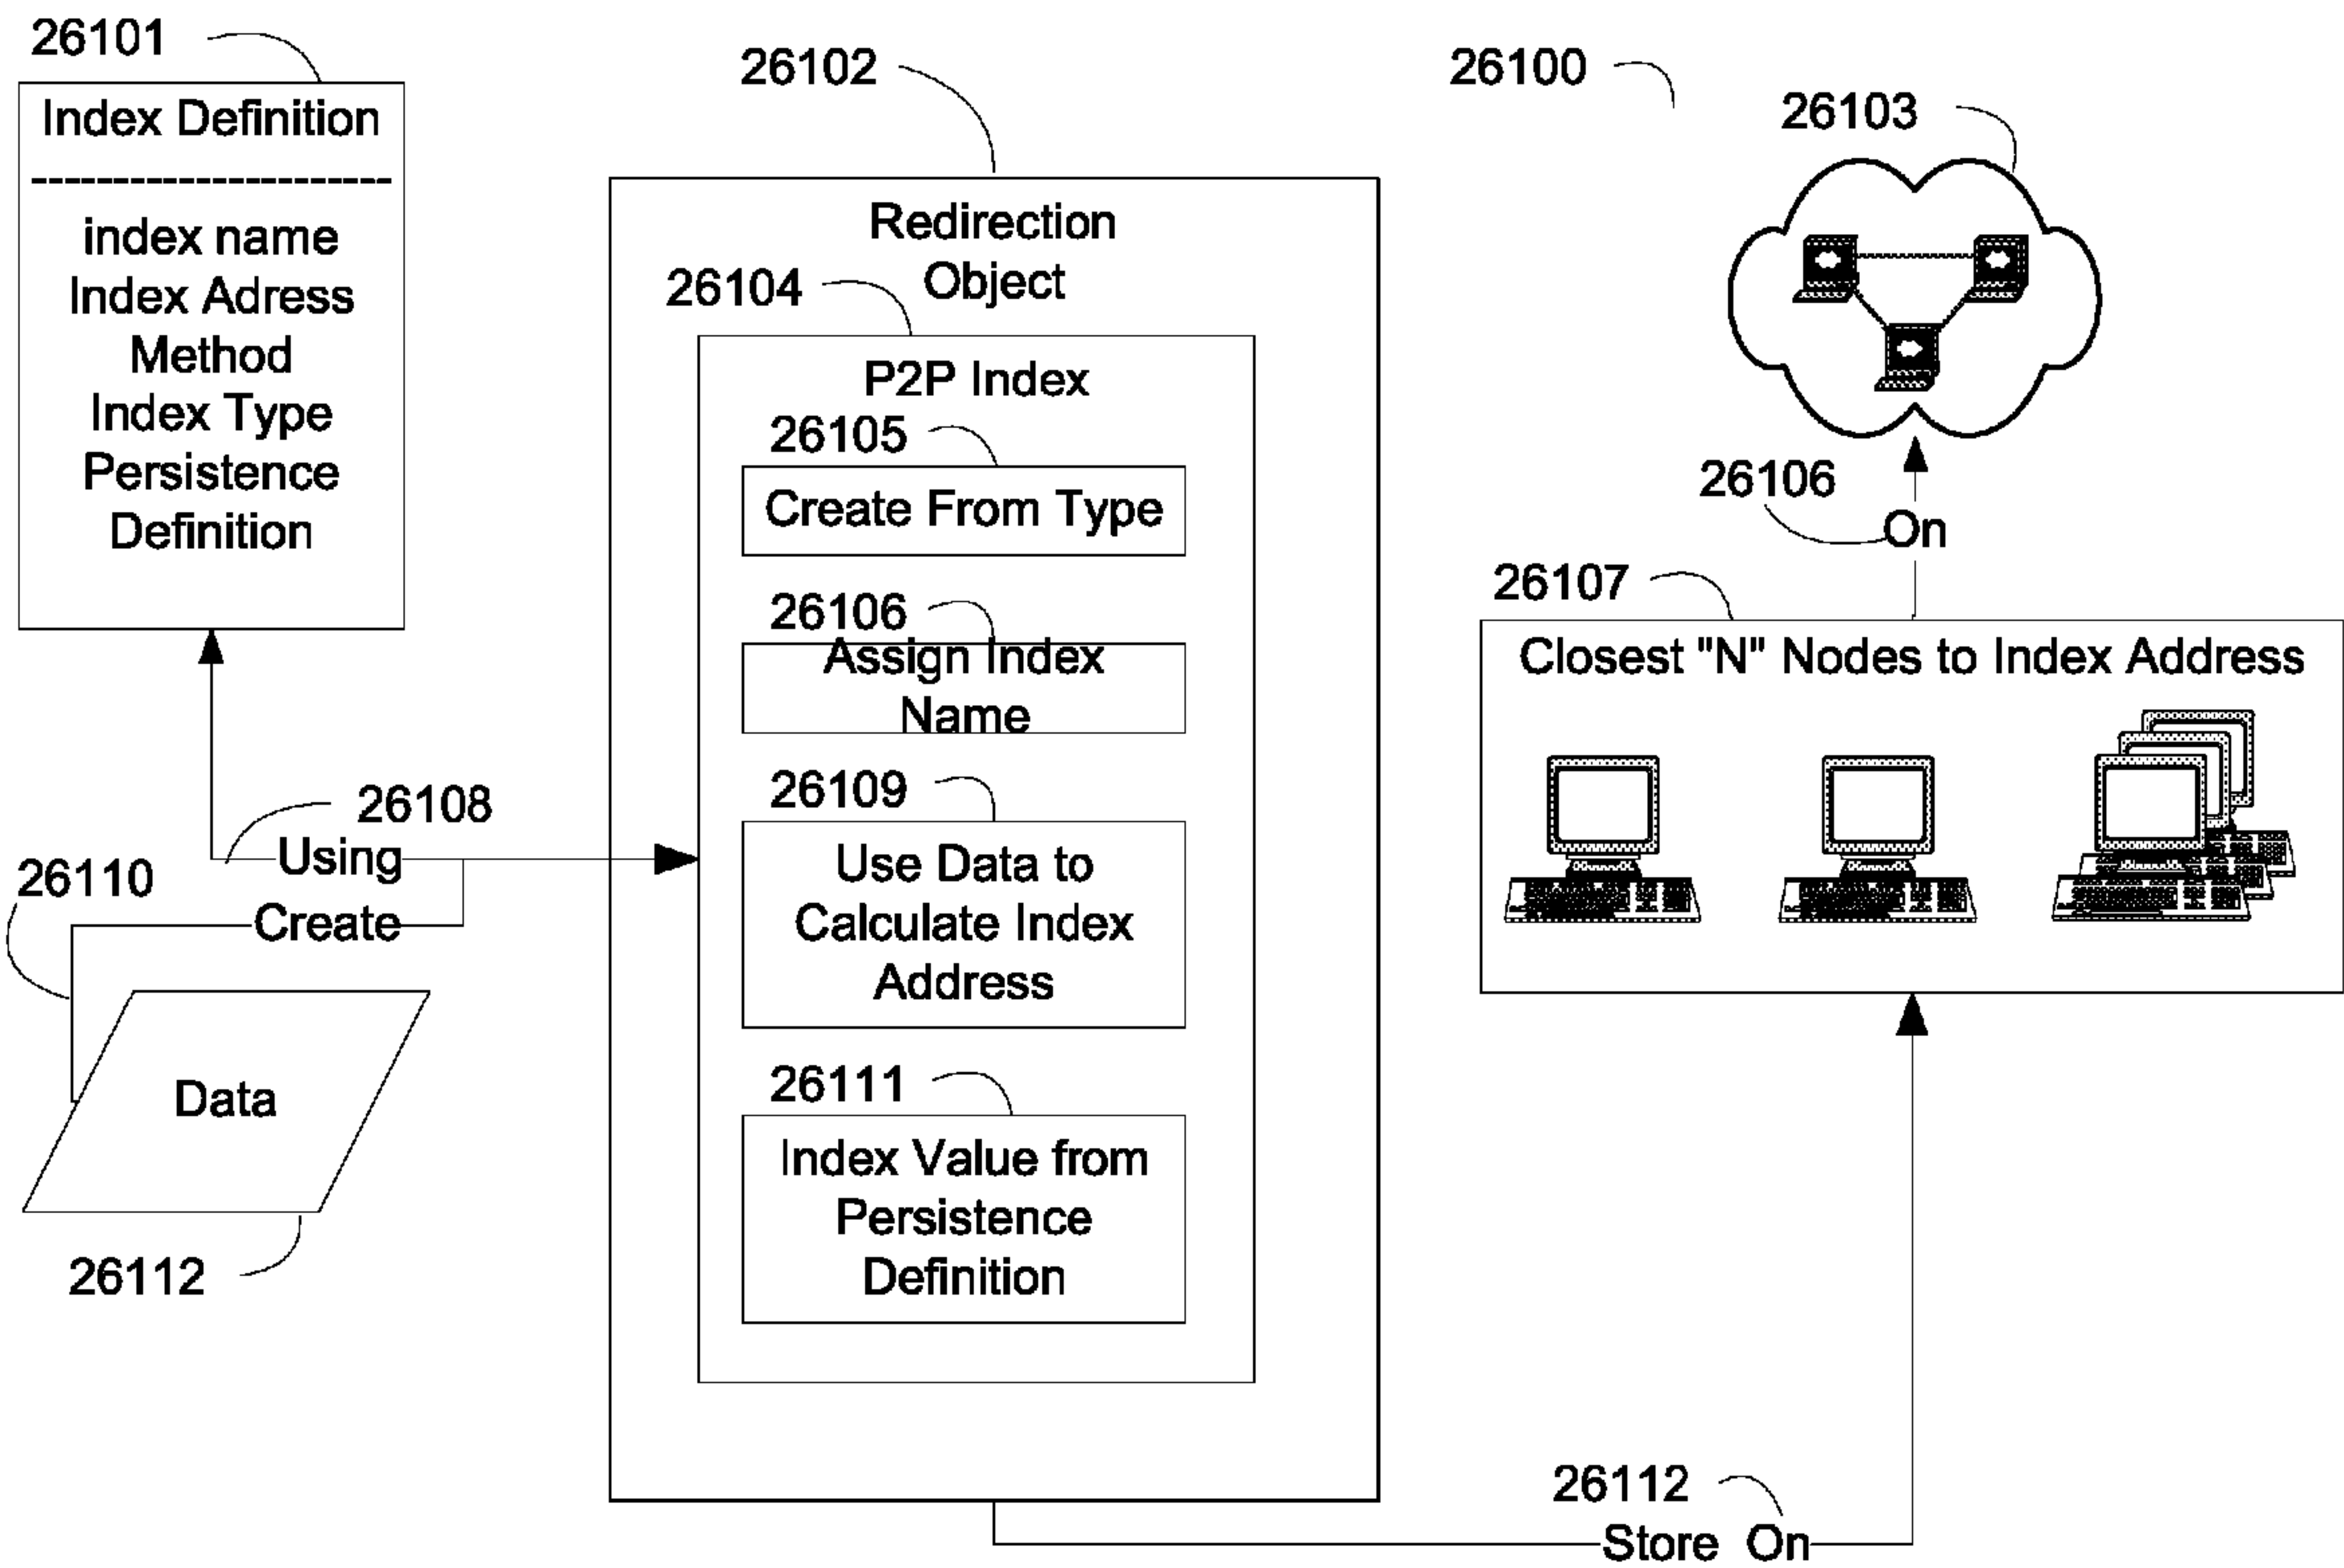 26101
Index Definition
index name
Index Adress
Method
Index Type
Persistence
Definition
26102
Redirection
Object
26104
P2P Index
26105
Create From Type
26106
Assign Index
Name
26109
Use Data to
Calculate Index
Address
26111
Index Value from
Persistence
Definition
26108
Using
26110
Create
Data
26112
26100
26103
26106
On
26107
Closest "N" Nodes to Index Address
26112
Store On